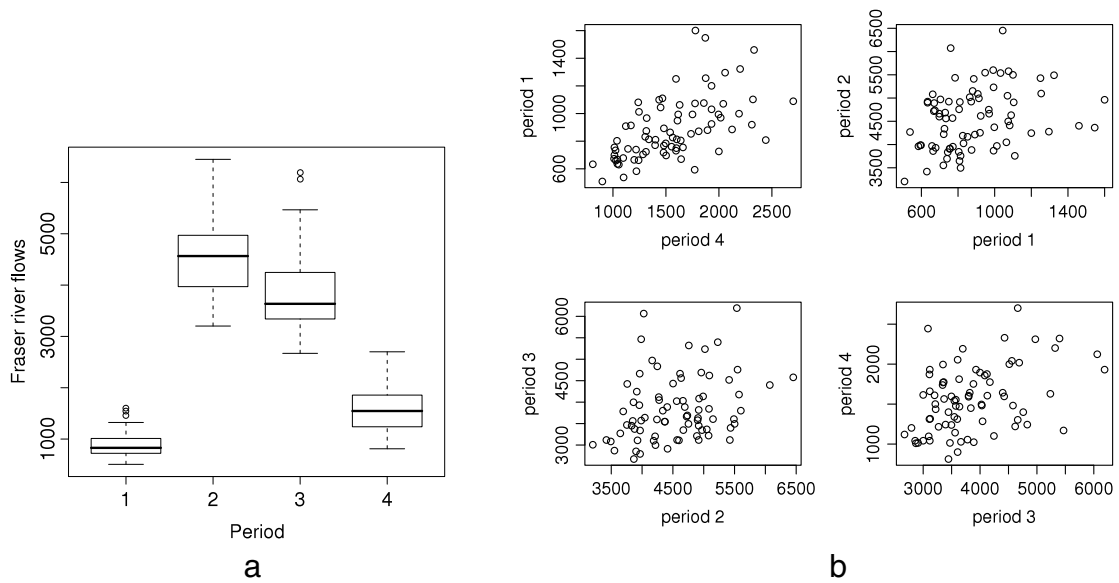 Fraser river flows
1000 3000 5000
1 2 3 4
Period
a
period 1
600 1000 1400
1000 1500 2000 2500
period 4
period 2
3500 4500 5500 6500
600 1000 1400
period 1
period 3
3000 4500 6000
3500 4500 5500 6500
period 2
period 4
1000 2000
3000 4000 5000 6000
period 3
b